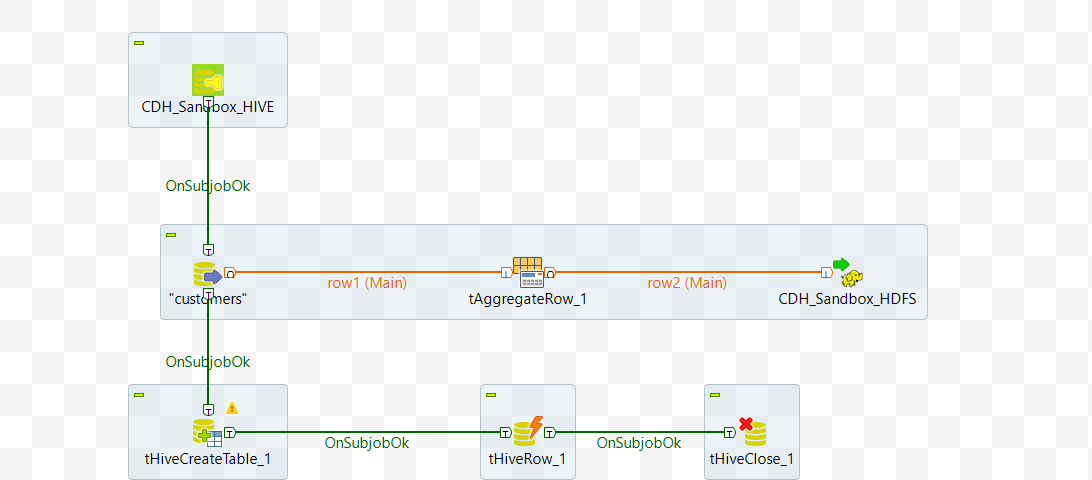 CDH_Sandbox_HIVE
OnSubjobOk
row1 (Main)
row2 (Main)
"customers"
tAggregateRow_1
CDH_Sandbox_HDFS
OnSubjobOk
OnSubjobOk
OnSubjobOk
tHiveCreateTable_1
tHiveRow_1
tHiveClose_1